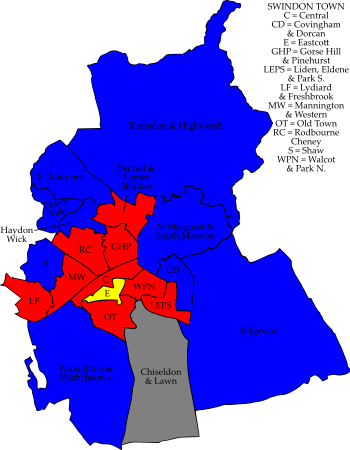 SWINDON TOWN
C = Central
CD = Covingham
& Dorcan
E = Eastcott
GHP = Gorse Hill
& Pinehurst
LEPS = Liden, Eldene
& Park S.
LF = Lydiard
& Freshbrook
MW = Mannington
& Western
OT = Old Town
RC = Rodbourne
Cheney
S = Shaw
WPN = Walcot
& Park N.
Blunsdon & Highworth
Penhill &
Upper
Stratton
St Andrews
Priory
Vale
Haydon
Wick
St Margaret &
South Marston
RC
GHP
S
CD
MW
C
WPN
E
LF
LEPS
OT
Ridgeway
Wroughton &
Wichelstowe
Chiseldon
& Lawn